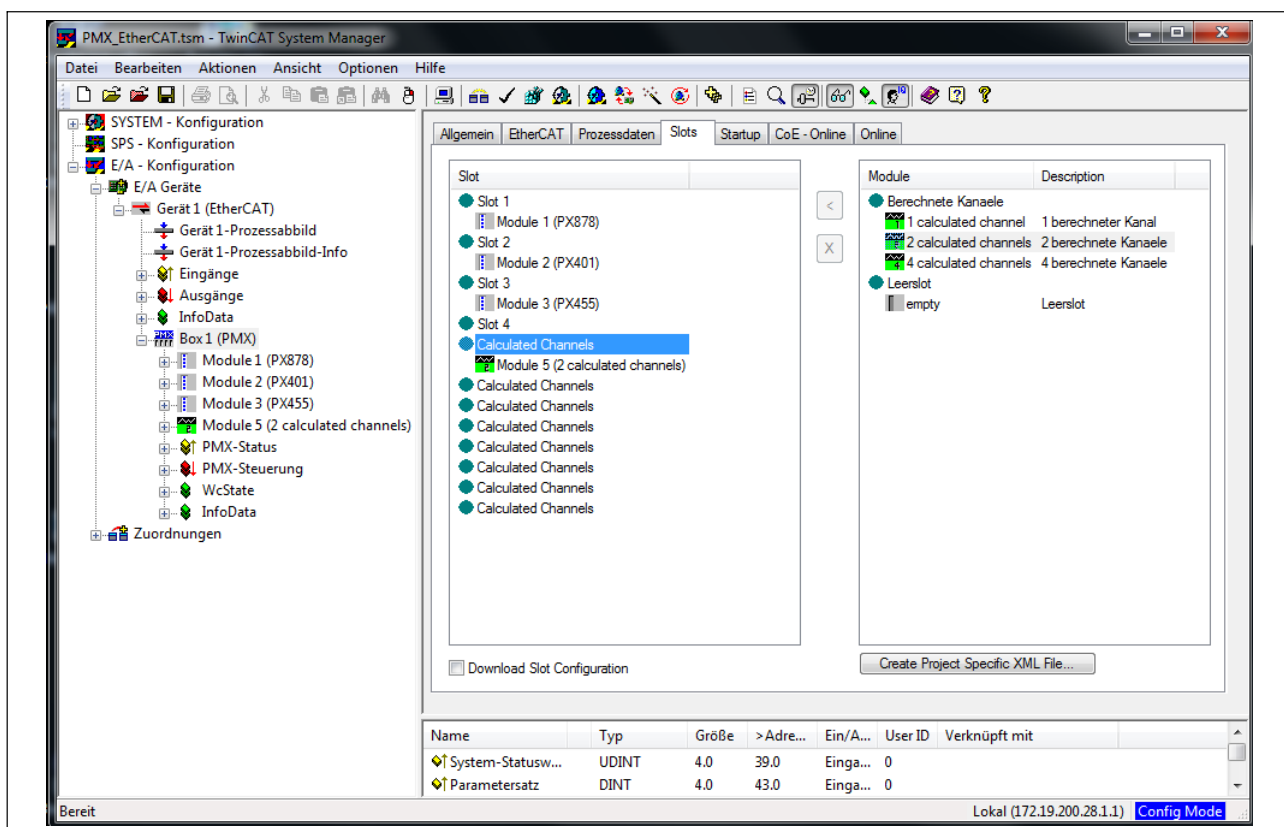 PMX_EtherCAT.tsm - TwinCAT System Manager
Datei Bearbeiten Aktionen Ansicht Optionen Hilfe
SYSTEM - Konfiguration
SPS - Konfiguration
E/A - Konfiguration
E/A Geräte
Gerät 1 (EtherCAT)
Gerät 1-Prozessabbild
Gerät 1-Prozessabbild-Info
Eingänge
Ausgänge
InfoData
Box 1 (PMX)
Module 1 (PX878)
Module 2 (PX401)
Module 3 (PX455)
Module 5 (2 calculated channels)
PMX-Status
PMX-Steuerung
WcState
InfoData
Zuordnungen
Allgemein EtherCAT Prozessdaten Slots Startup CoE - Online Online
Slot
Slot 1
Module 1 (PX878)
Slot 2
Module 2 (PX401)
Slot 3
Module 3 (PX455)
Slot 4
Calculated Channels
Module 5 (2 calculated channels)
Calculated Channels
Calculated Channels
Calculated Channels
Calculated Channels
Calculated Channels
Calculated Channels
Calculated Channels
<
X
Module Description
Berechnete Kanaele
1 calculated channel 1 berechneter Kanal
2 calculated channels 2 berechnete Kanaele
4 calculated channels 4 berechnete Kanaele
Leerslot
empty Leerslot
Download Slot Configuration
Create Project Specific XML File...
Name Typ Größe >Adre... Ein/A... User ID Verknüpft mit
System-Statusw... UDINT 4.0 39.0 Einga... 0
Parametersatz DINT 4.0 43.0 Einga... 0
Bereit
Lokal (172.19.200.28.1.1) Config Mode